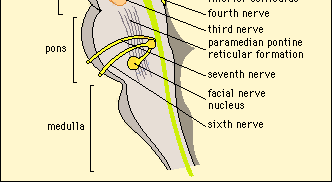 fourth nerve
third nerve
pons
paramedian pontine
reticular formation
seventh nerve
facial nerve
nucleus
medulla
sixth nerve